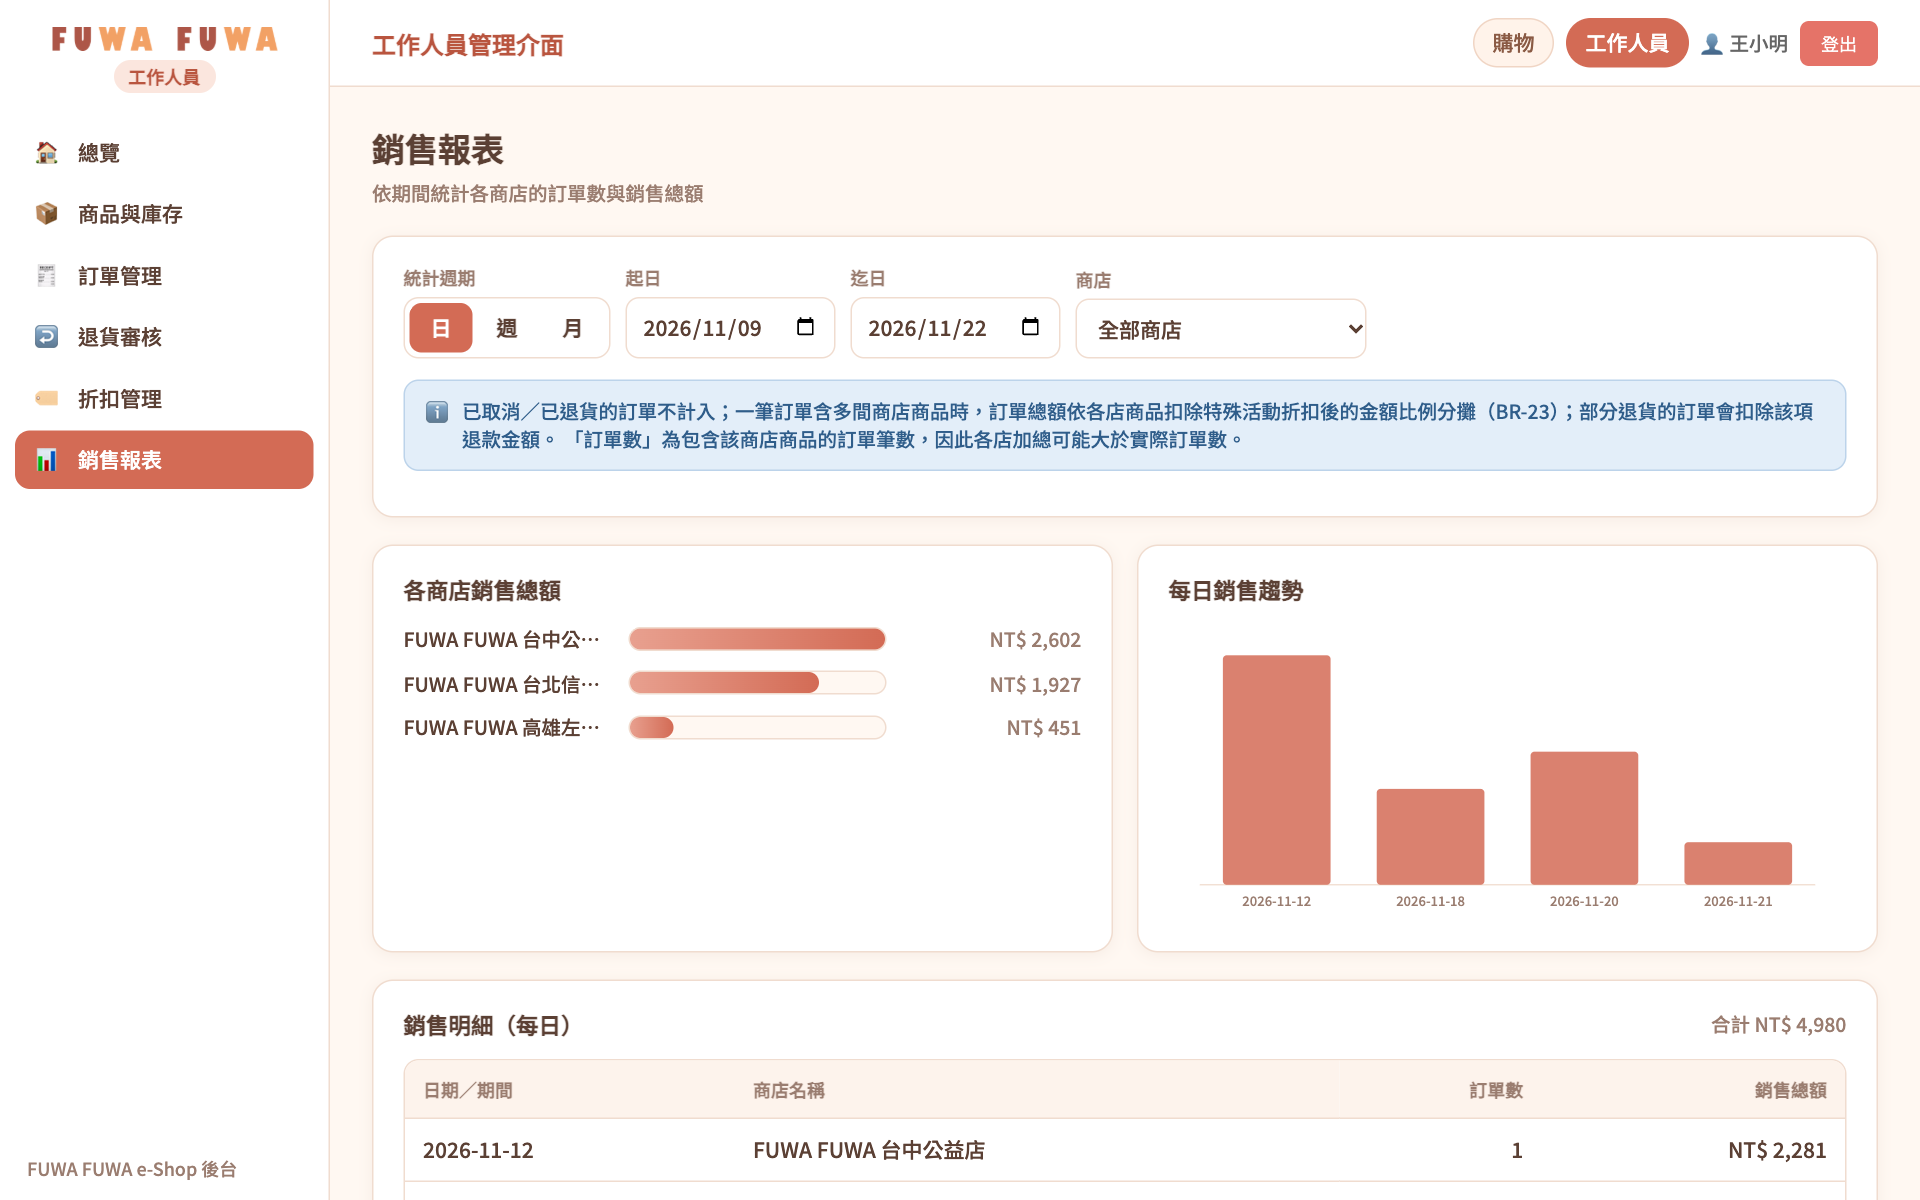 FUWA FUWA
工作人員
總覽
商品與庫存
訂單管理
退貨審核
折扣管理
銷售報表
FUWA FUWA e-Shop 後台
工作人員管理介面
購物
工作人員
王小明
登出
銷售報表
依期間統計各商店的訂單數與銷售總額
統計週期
日 週 月
起日
2026/11/09
迄日
2026/11/22
商店
全部商店
已取消／已退貨的訂單不計入；一筆訂單含多間商店商品時，訂單總額依各店商品扣除特殊活動折扣後的金額比例分攤（BR-23）；部分退貨的訂單會扣除該項
退款金額。「訂單數」為包含該商店商品的訂單筆數，因此各店加總可能大於實際訂單數。
各商店銷售總額
FUWA FUWA 台中公… NT$ 2,602
FUWA FUWA 台北信… NT$ 1,927
FUWA FUWA 高雄左… NT$ 451
每日銷售趨勢
2026-11-12 2026-11-18 2026-11-20 2026-11-21
銷售明細（每日）
合計 NT$ 4,980
日期／期間 商店名稱 訂單數 銷售總額
2026-11-12 FUWA FUWA 台中公益店 1 NT$ 2,281